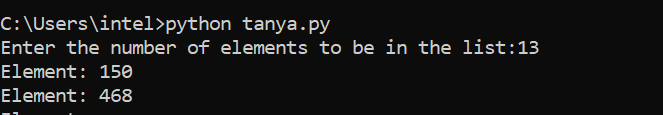 C:\Users\intel>python tanya.py
Enter the number of elements to be in the list:13
Element: 150
Element: 468